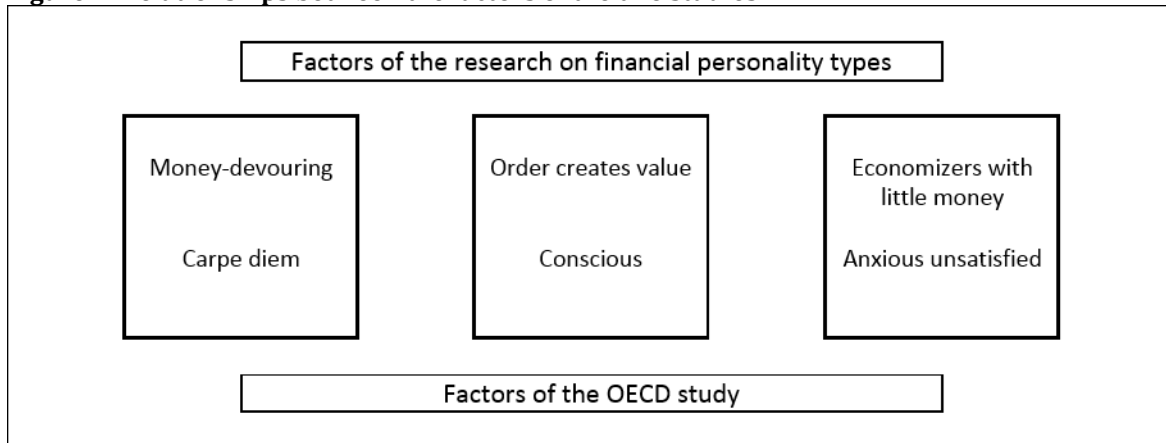 Factors of the research on financial personality types
Money-devouring
Carpe diem
Order creates value
Conscious
Economizers with
little money
Anxious unsatisfied
Factors of the OECD study